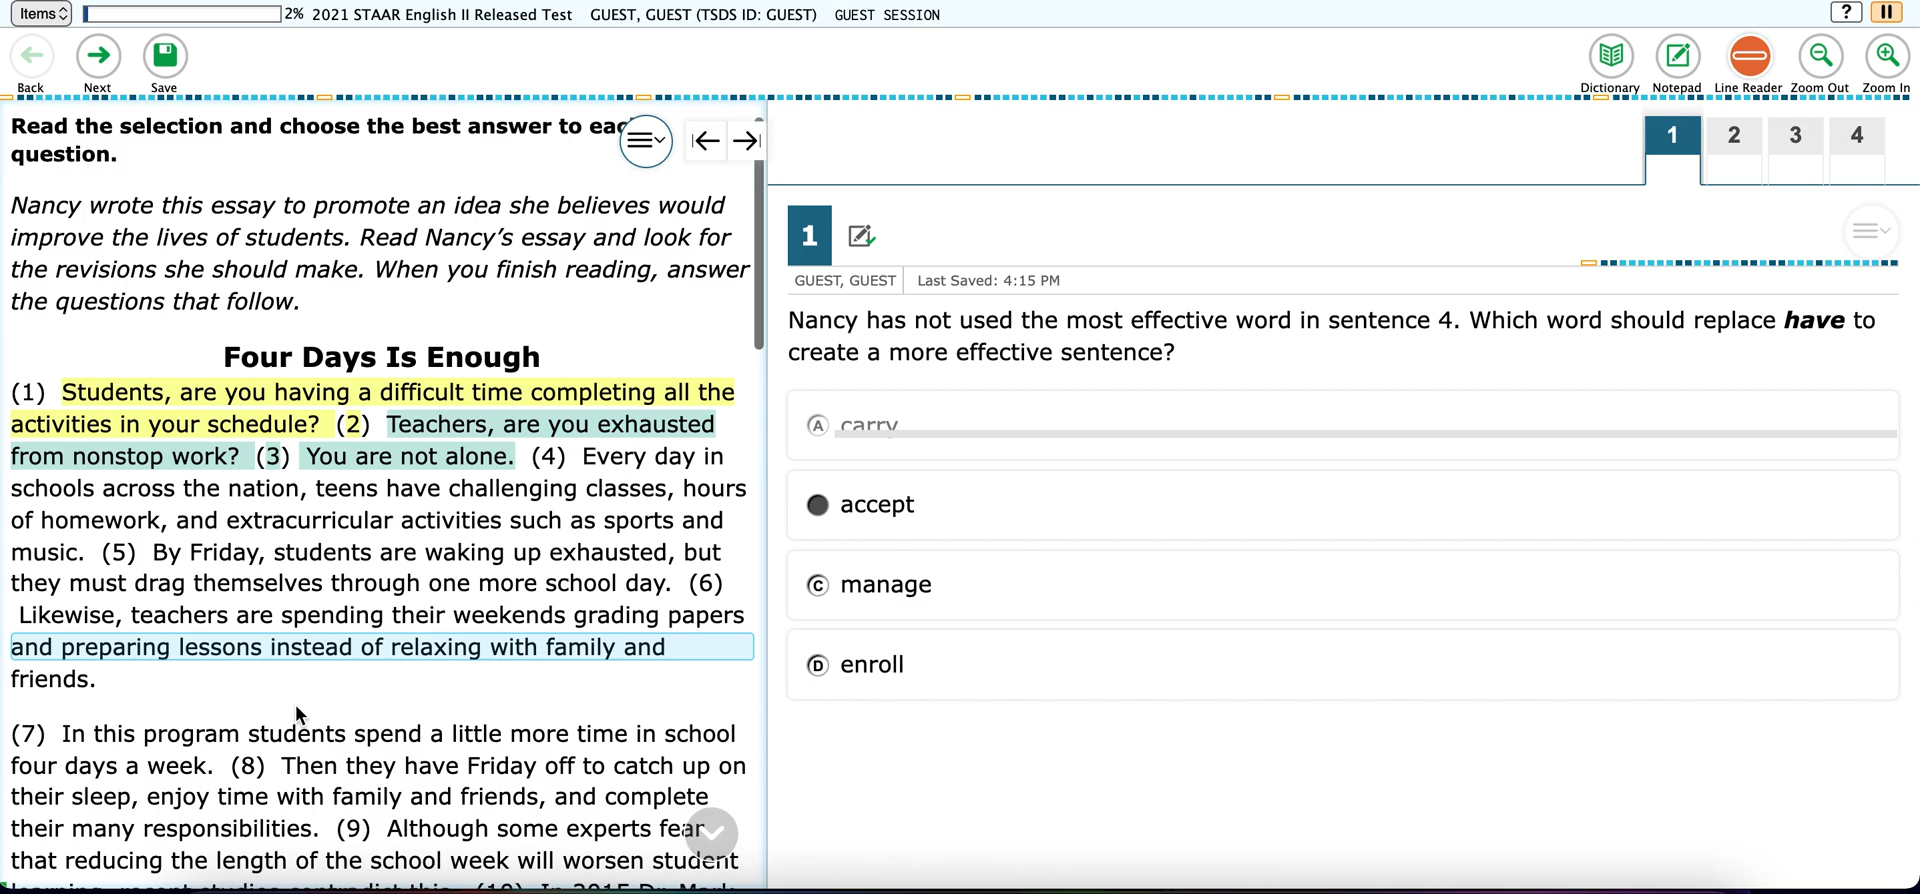 Items
2% 2021 STAAR English II Released Test GUEST, GUEST (TSDS ID: GUEST) GUEST SESSION
?
Back
Next
Save
Dictionary
Notepad
Line Reader
Zoom Out
Zoom In
Read the selection and choose the best answer to eac
question.
Nancy wrote this essay to promote an idea she believes would
improve the lives of students. Read Nancy’s essay and look for
the revisions she should make. When you finish reading, answer
the questions that follow.
Four Days Is Enough
(1) Students, are you having a difficult time completing all the
activities in your schedule? (2) Teachers, are you exhausted
from nonstop work? (3) You are not alone. (4) Every day in
schools across the nation, teens have challenging classes, hours
of homework, and extracurricular activities such as sports and
music. (5) By Friday, students are waking up exhausted, but
they must drag themselves through one more school day. (6)
Likewise, teachers are spending their weekends grading papers
and preparing lessons instead of relaxing with family and
friends.
(7) In this program students spend a little more time in school
four days a week. (8) Then they have Friday off to catch up on
their sleep, enjoy time with family and friends, and complete
their many responsibilities. (9) Although some experts fear
that reducing the length of the school week will worsen student
1
2
3
4
1
GUEST, GUEST
Last Saved: 4:15 PM
Nancy has not used the most effective word in sentence 4. Which word should replace have to
create a more effective sentence?
A carry
accept
C manage
D enroll